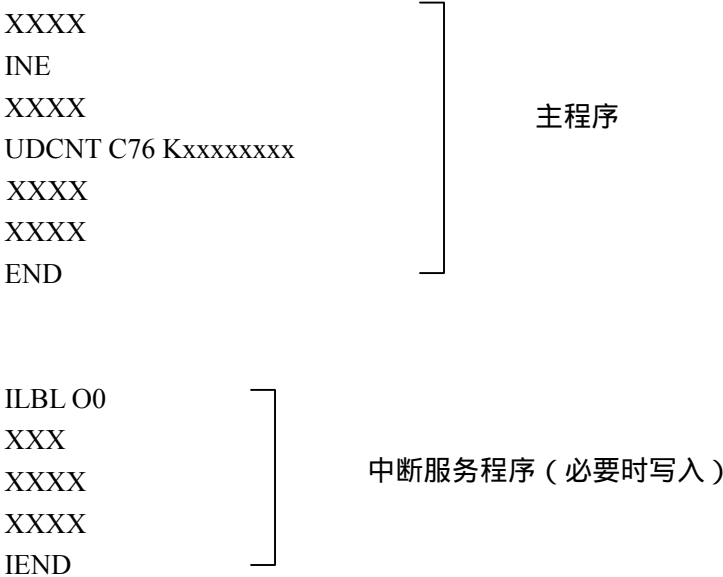 XXXX
INE
XXXX
主程序
UDCNT C76 Kxxxxxxxx
XXXX
XXXX
END
ILBL O0
XXX
中断服务程序（必要时写入）
XXXX
XXXX
IEND